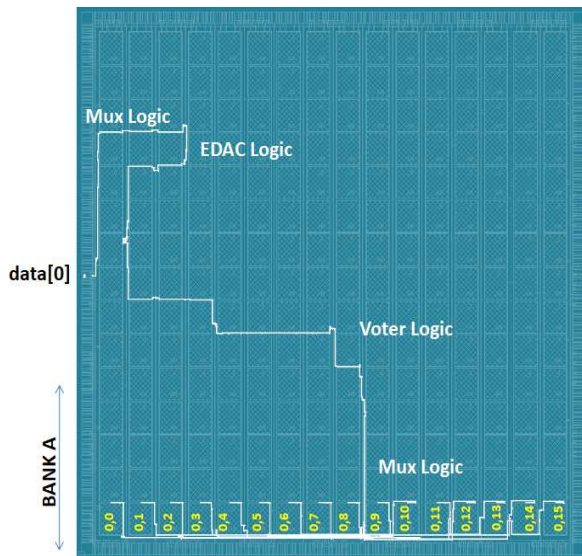 Mux Logic
EDAC Logic
data[0]
Voter Logic
BANK A
Mux Logic
0,0
0,1
0,2
0,3
0,4
0,5
0,6
0,7
0,8
0,9
0,10
0,11
0,12
0,13
0,14
0,15